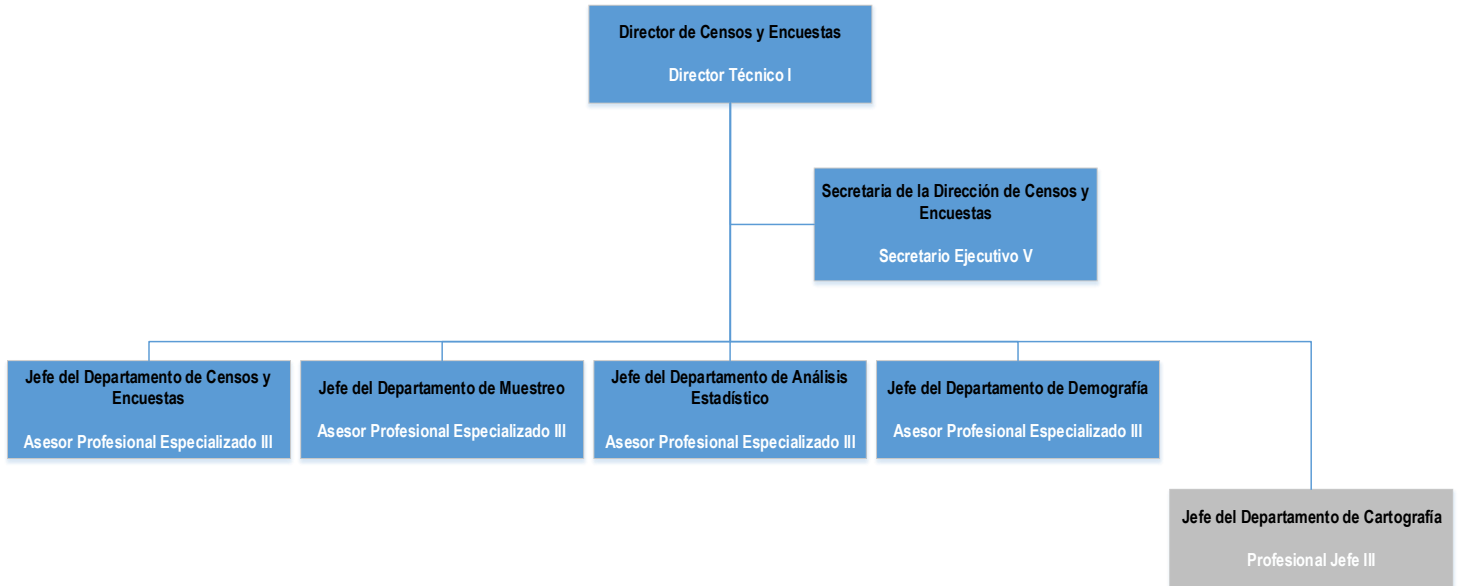 Director de Censos y Encuestas
Director Técnico I
Secretaria de la Dirección de Censos y
Encuestas
Secretario Ejecutivo V
Jefe del Departamento de Censos y
Encuestas
Asesor Profesional Especializado III
Jefe del Departamento de Muestreo
Asesor Profesional Especializado III
Jefe del Departamento de Análisis
Estadístico
Asesor Profesional Especializado III
Jefe del Departamento de Demografía
Asesor Profesional Especializado III
Jefe del Departamento de Cartografía
Profesional Jefe III